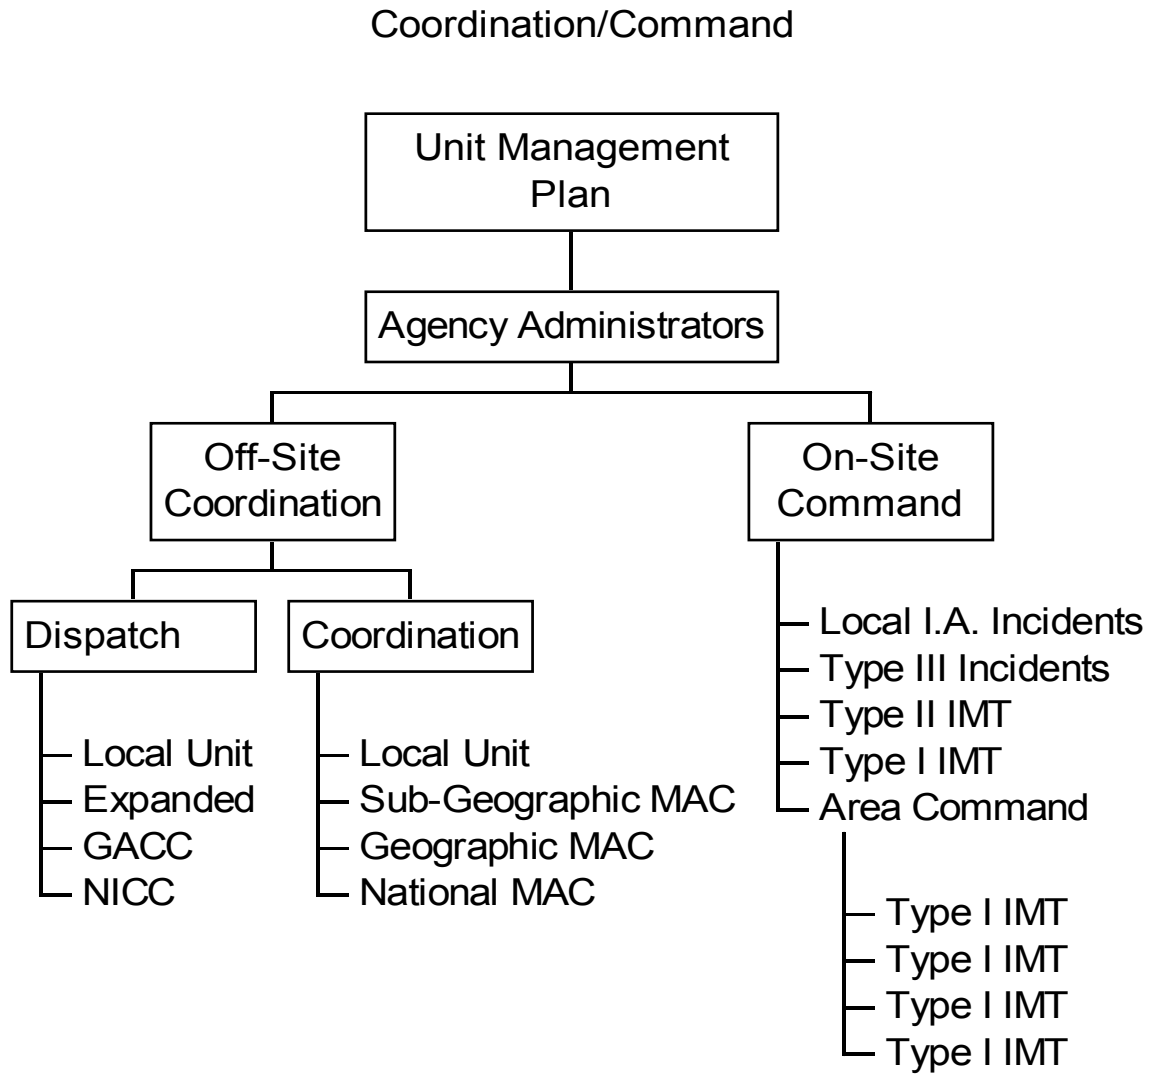 Coordination/Command
Unit Management
Plan
Agency Administrators
Off-Site
Coordination
On-Site
Command
Dispatch
Local Unit
Expanded
GACC
NICC
Coordination
Local Unit
Sub-Geographic MAC
Geographic MAC
National MAC
Local I.A. Incidents
Type III Incidents
Type II IMT
Type I IMT
Area Command
Type I IMT
Type I IMT
Type I IMT
Type I IMT